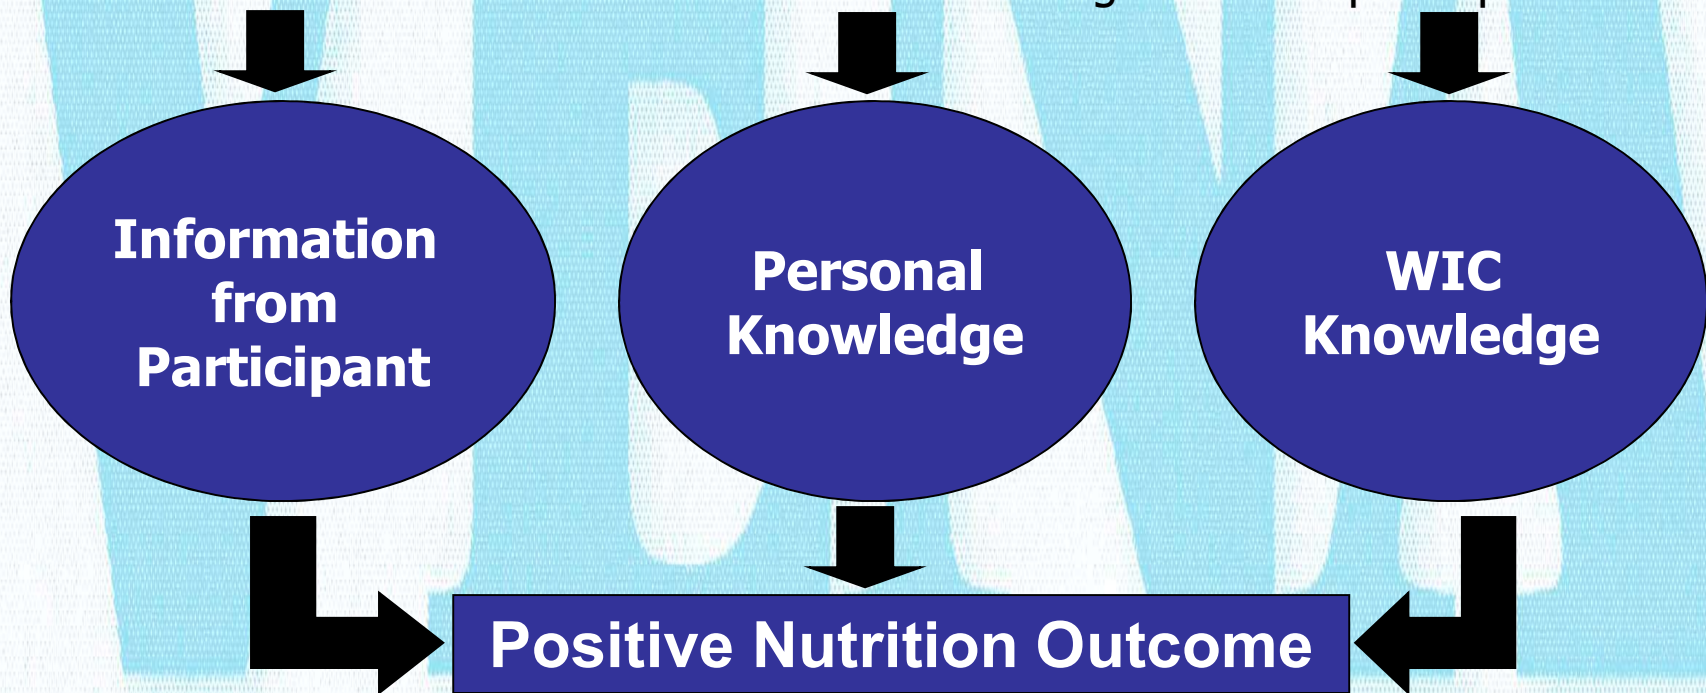 Information
from
Participant
Personal
Knowledge
WIC
Knowledge
Positive Nutrition Outcome